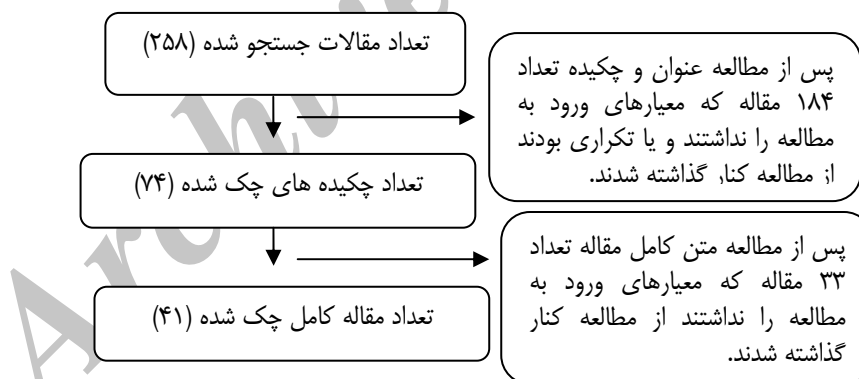 تعداد مقالات جستجو شده (۲۵۸)
پس از مطالعه عنوان و چکیده تعداد
۱۸۴ مقاله که معیارهای ورود به
مطالعه را نداشتند و یا تکراری بودند
از مطالعه کنار گذاشته شدند.
تعداد چکیده های چک شده (۷۴)
پس از مطالعه متن کامل مقاله تعداد
۳۳ مقاله که معیارهای ورود به
مطالعه را نداشتند از مطالعه کنار
گذاشته شدند.
تعداد مقاله کامل چک شده (۴۱)